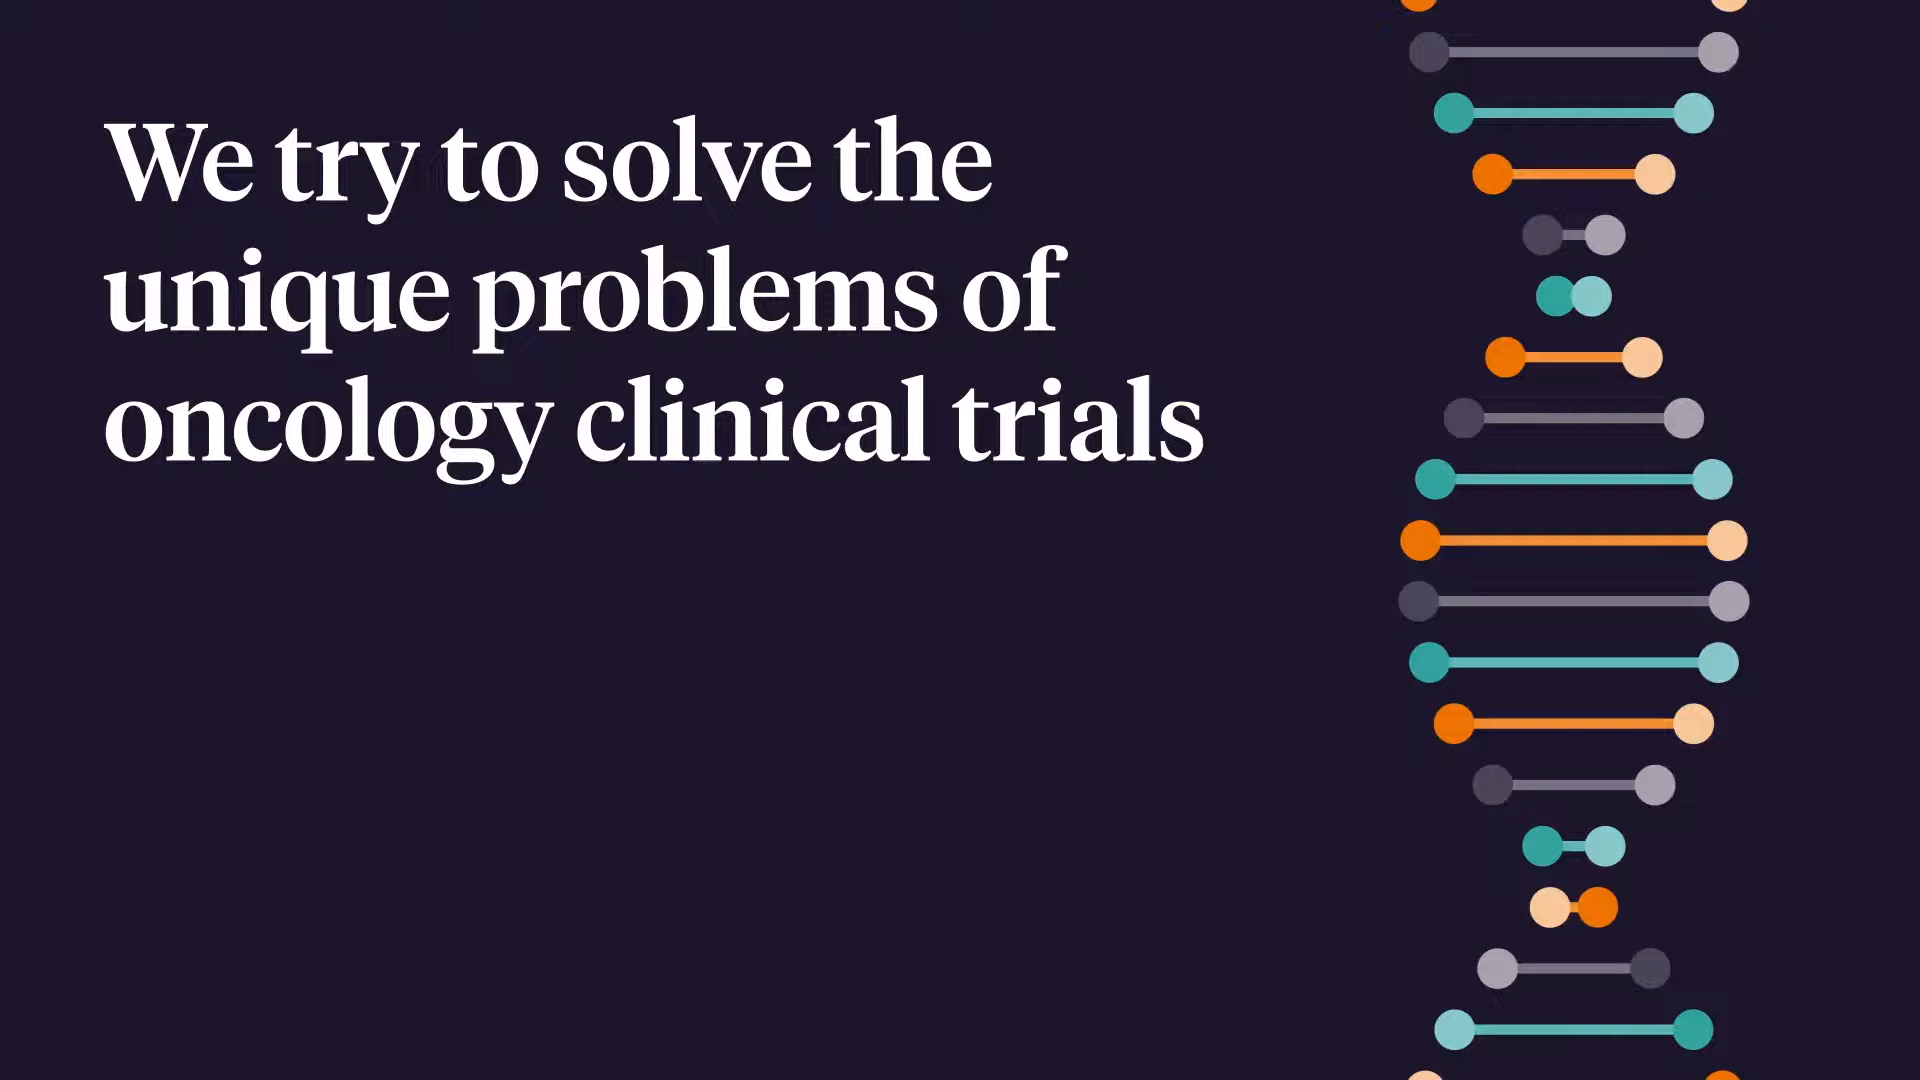 We try to solve the
unique problems of
oncology clinical trials